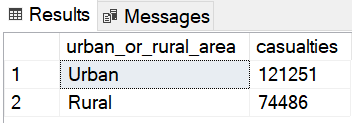 Results Messages
urban_or_rural_area casualties
1 Urban 121251
2 Rural 74486